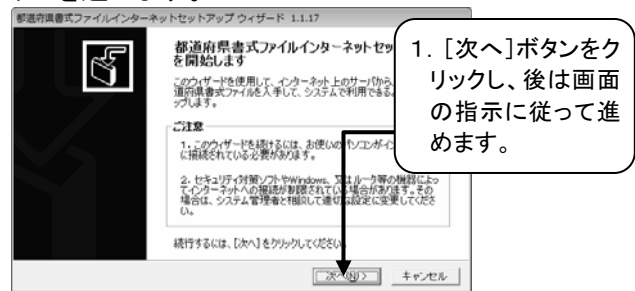 都道府県書式ファイルインターネットセットアップ ウィザード 1.1.17
都道府県書式ファイルインターネットセッ
を開始します
このウィザードを使用して、インターネット上のサーバから、
道府県書式ファイルを入手して、システムで利用できる
ップします。
ご注意
1. このウィザードを続けるには、お使いのパソコンがイン
に接続されている必要があります。
2. セキュリティ対策ソフトやWindows、又はルータ等の機器によっ
てインターネットへの接続が制限されている場合があります。その
場合は、システム管理者と相談して適切な設定に変更してくださ
い。
続行するには、[次へ]をクリックしてください
次へ(N) >
キャンセル
1. [次へ]ボタンをク
リックし、後は画面
の指示に従って進
めます。